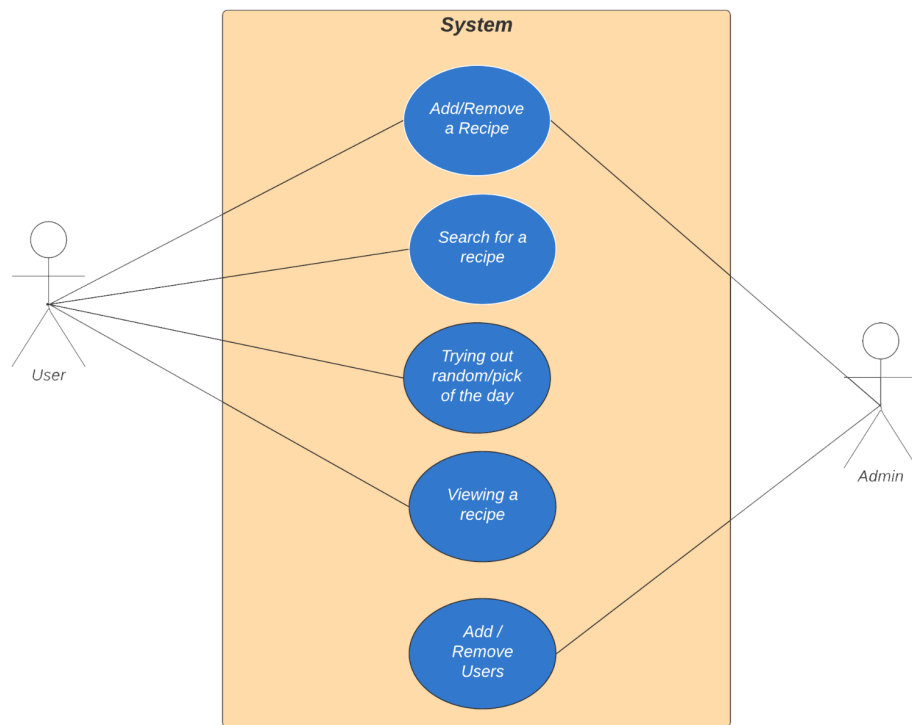 System
Add/Remove
a Recipe
Search for a
recipe
Trying out
random/pick
of the day
User
Viewing a
recipe
Admin
Add /
Remove
Users